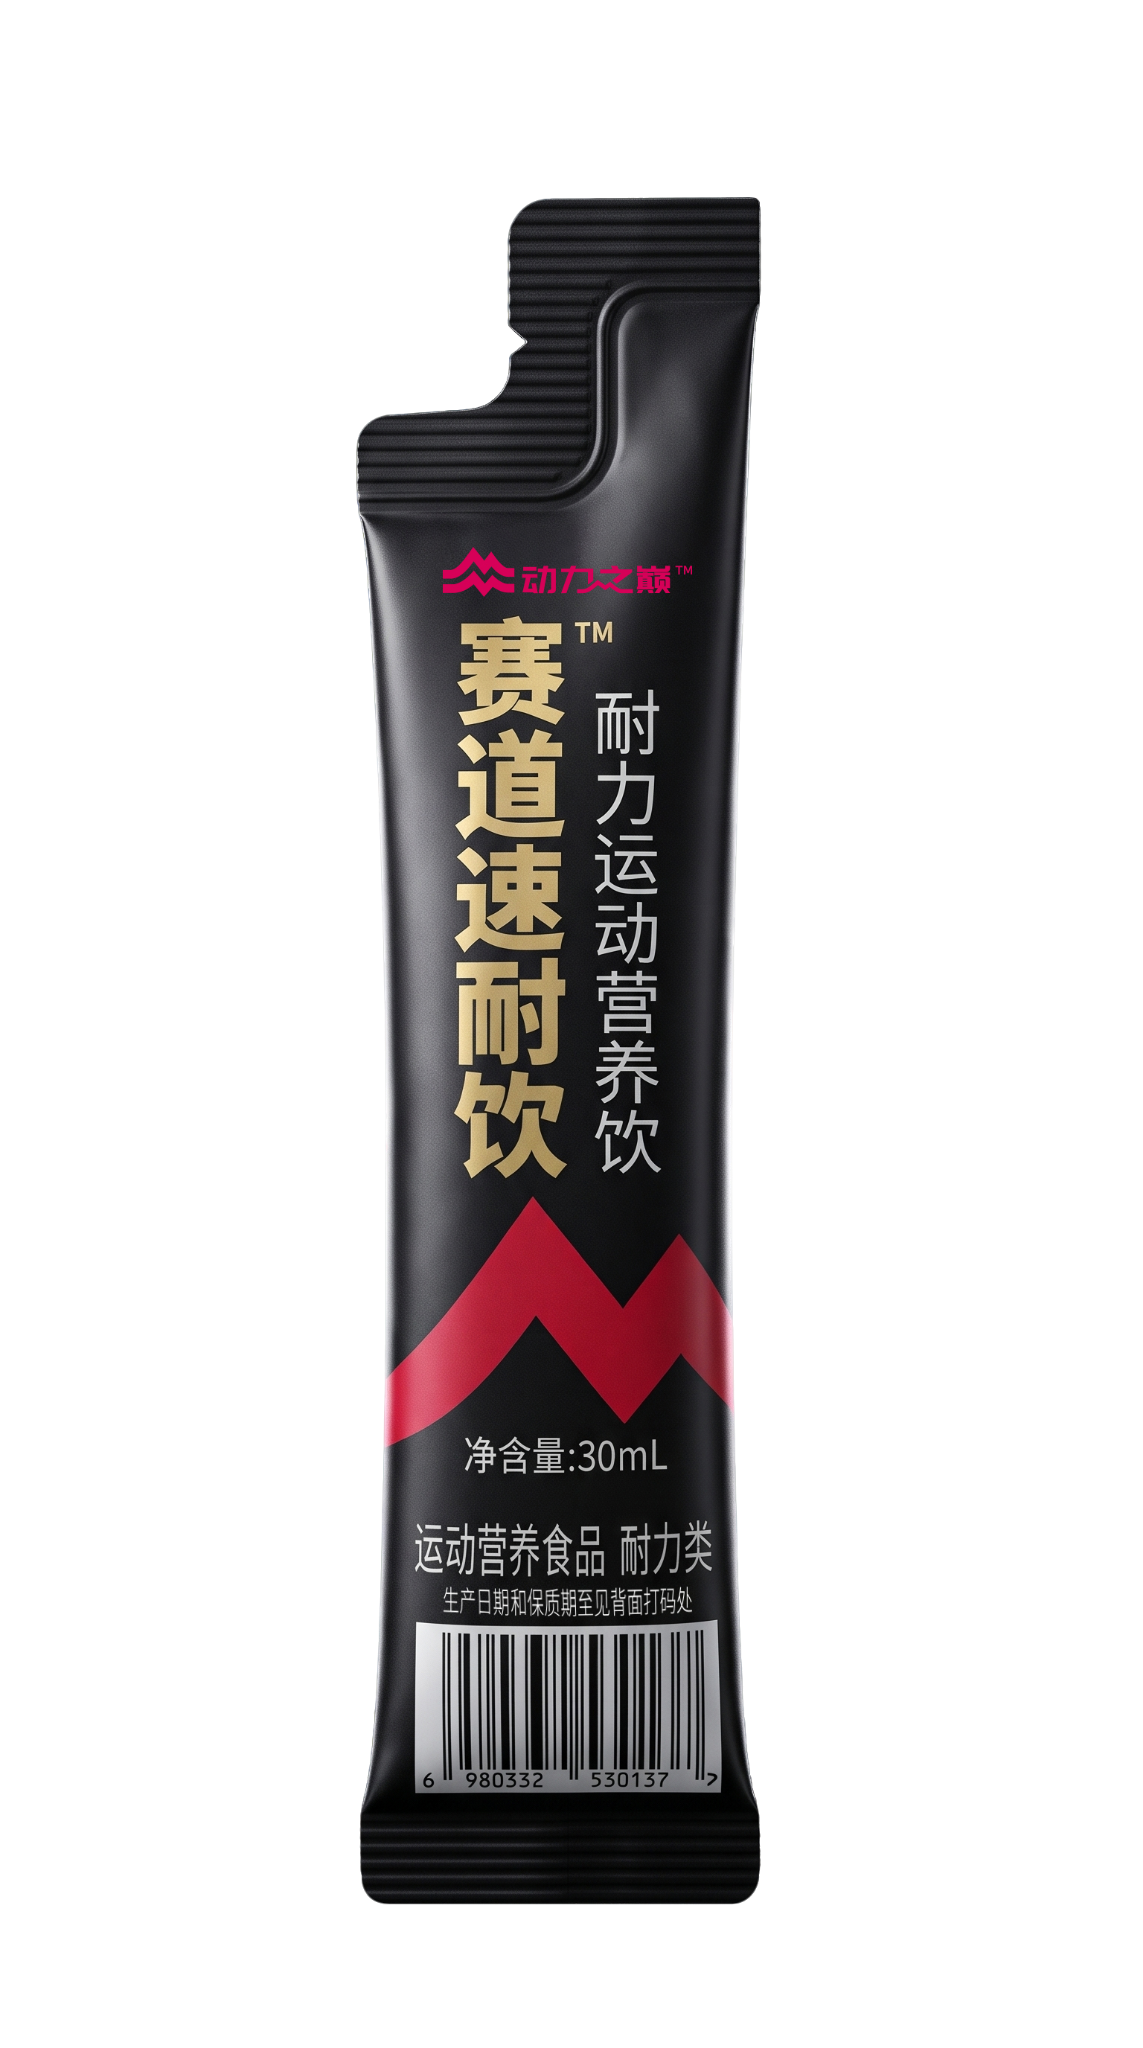 动力之巅™
赛道速耐饮™
耐力运动营养饮
净含量:30mL
运动营养食品 耐力类
生产日期和保质期至见背面打码处
6 980332 530137 >